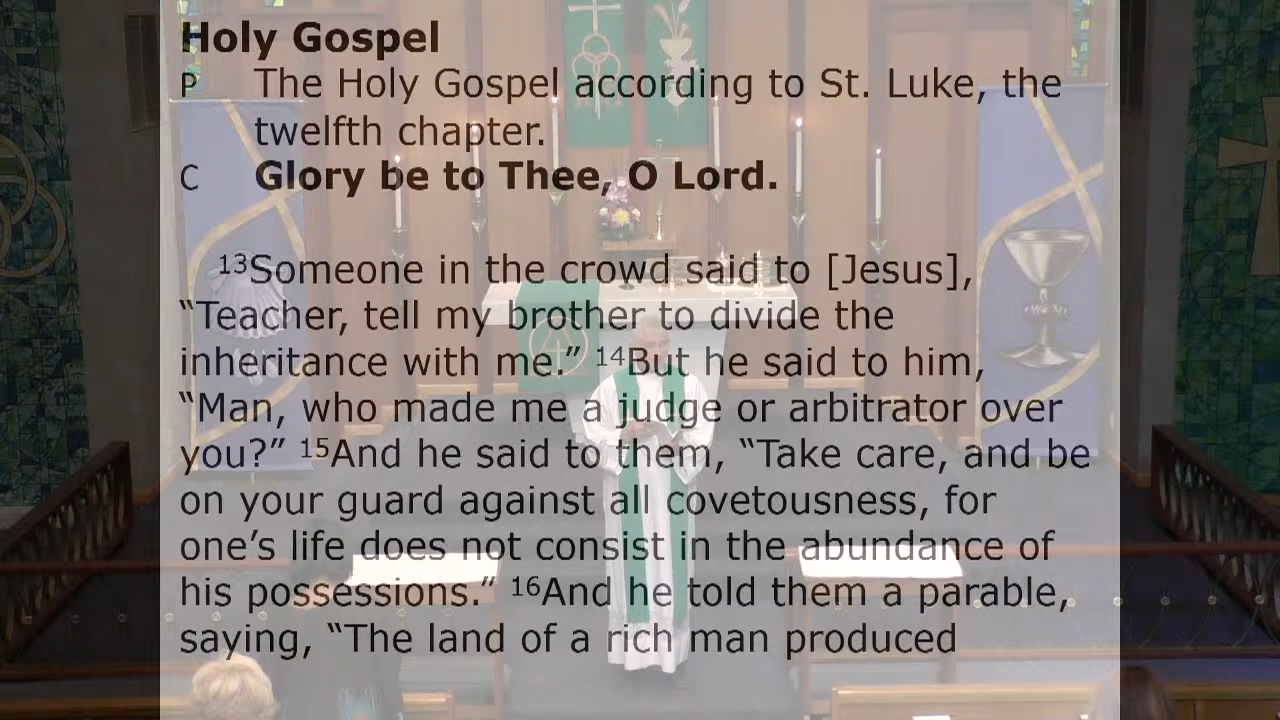 Holy Gospel
P The Holy Gospel according to St. Luke, the
twelfth chapter.
C Glory be to Thee, O Lord.
13Someone in the crowd said to [Jesus],
“Teacher, tell my brother to divide the
inheritance with me.” 14But he said to him,
“Man, who made me a judge or arbitrator over
you?” 15And he said to them, “Take care, and be
on your guard against all covetousness, for
one’s life does not consist in the abundance of
his possessions.” 16And he told them a parable,
saying, “The land of a rich man produced